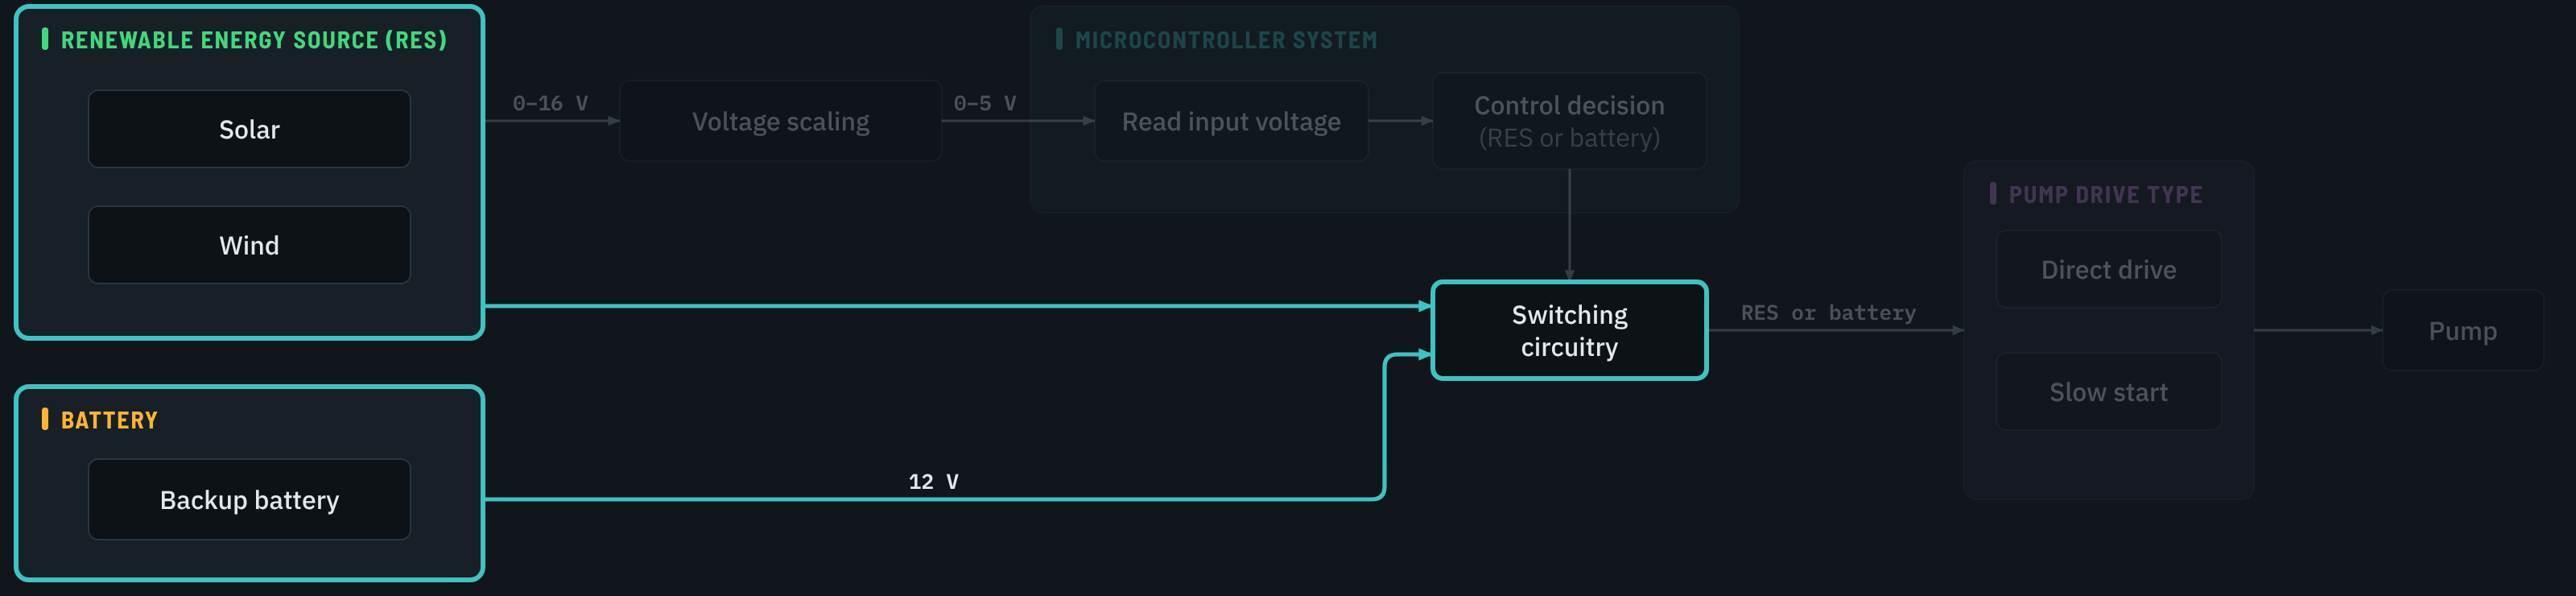 RENEWABLE ENERGY SOURCE (RES)
Solar
Wind
0–16 V
Voltage scaling
0–5 V
MICROCONTROLLER SYSTEM
Read input voltage
Control decision
(RES or battery)
Switching
circuitry
RES or battery
PUMP DRIVE TYPE
Direct drive
Slow start
Pump
BATTERY
Backup battery
12 V